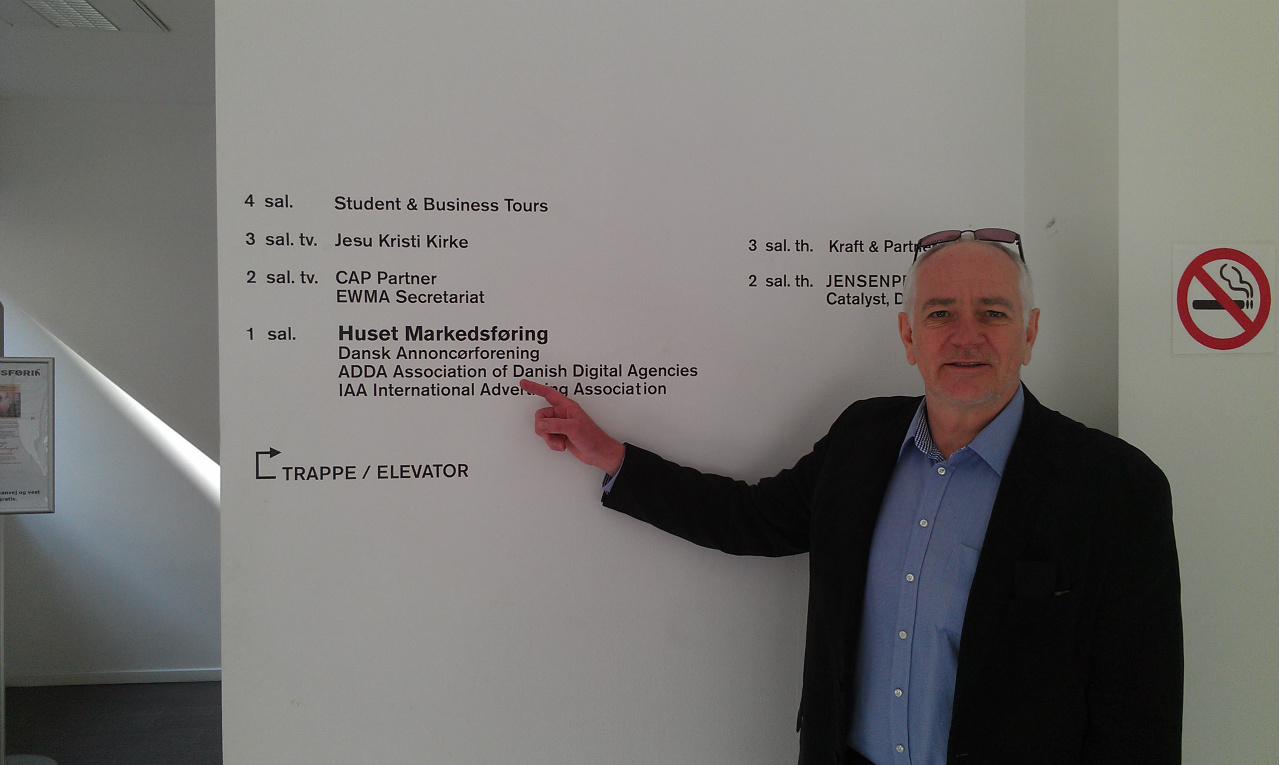 4 sal. Student & Business Tours
3 sal. tv. Jesu Kristi Kirke
2 sal. tv. CAP Partner
EWMA Secretariat
1 sal. Huset Markedsføring
Dansk Annoncørforening
ADDA Association of Danish Digital Agencies
IAA International Association
TRAPPE / ELEVATOR
3 sal. th. Kraft &
2 sal. th.
Catalyst,